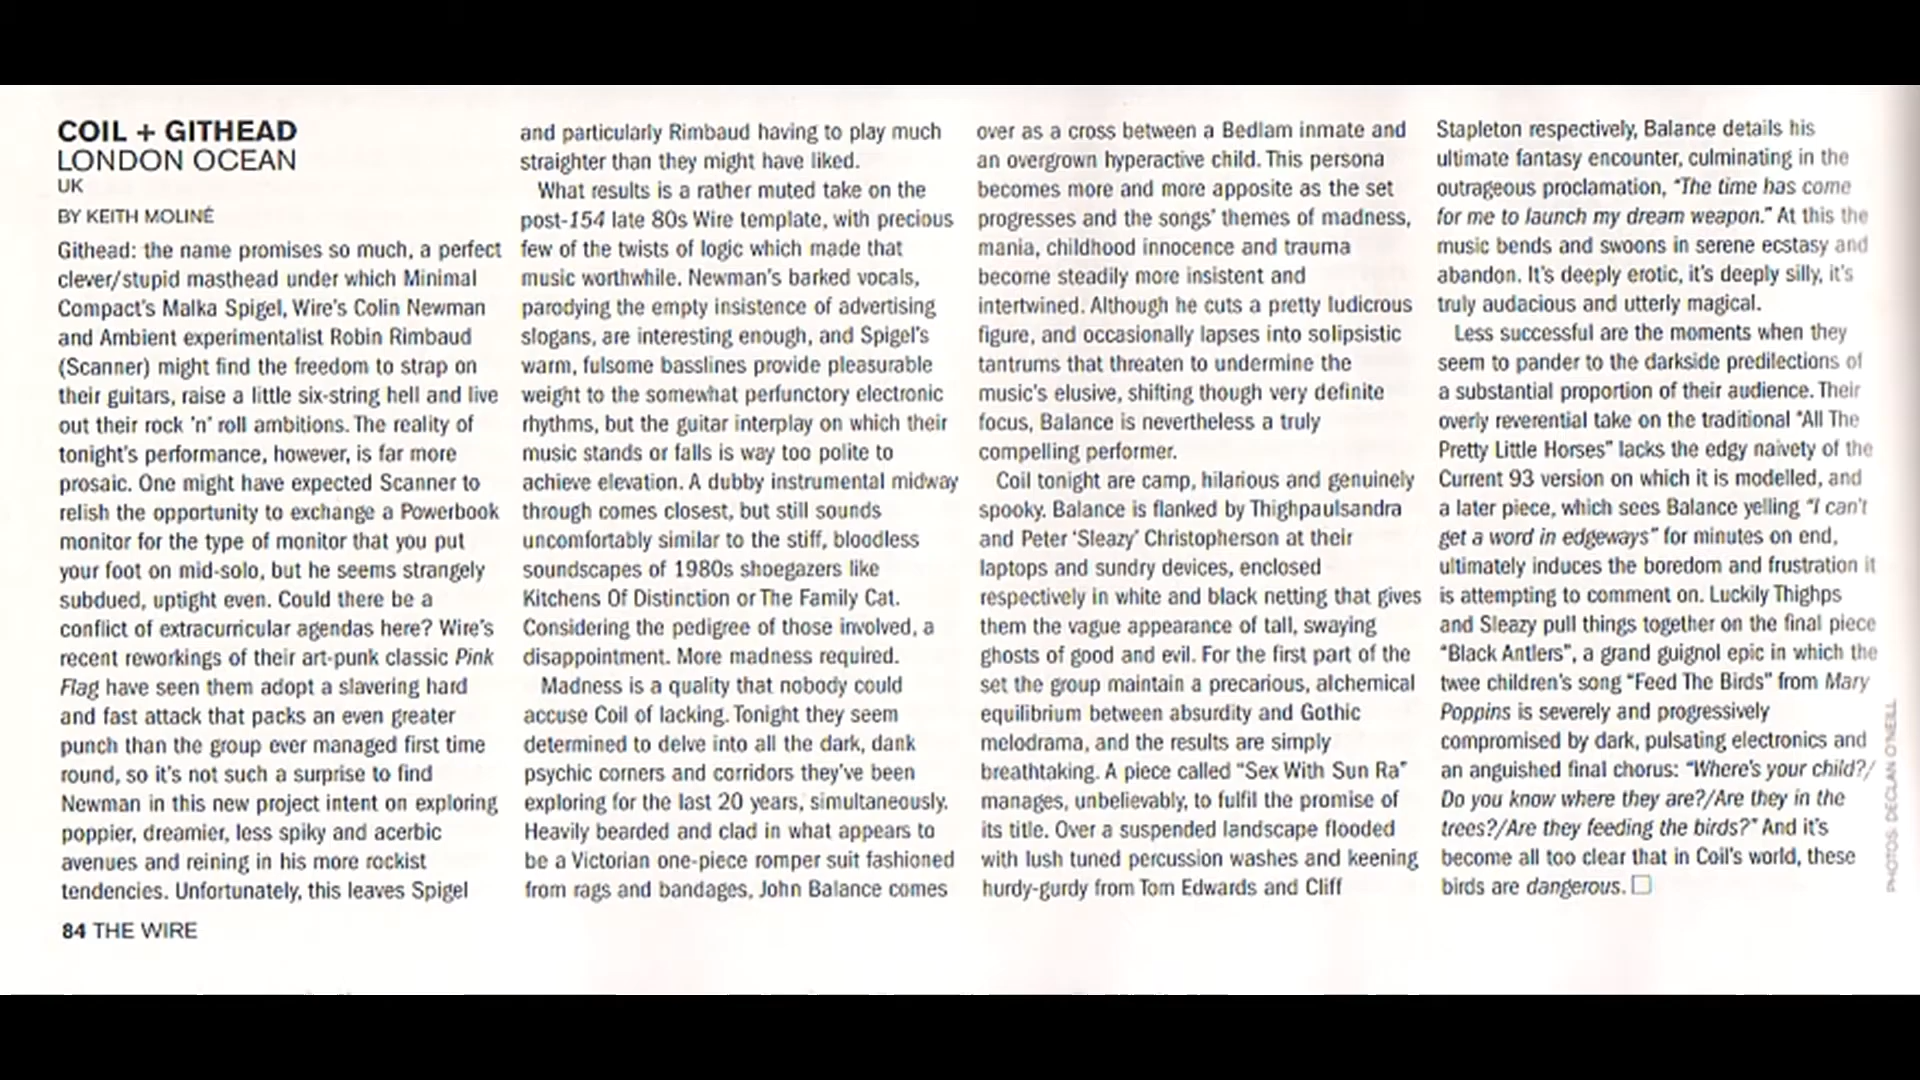 COIL + GITHEAD
LONDON OCEAN
UK
BY KEITH MOLINÉ
Githead: the name promises so much, a perfect
clever/stupid masthead under which Minimal
Compact's Malka Spigel, Wire's Colin Newman
and Ambient experimentalist Robin Rimbaud
(Scanner) might find the freedom to strap on
their guitars, raise a little six-string hell and live
out their rock 'n' roll ambitions. The reality of
tonight's performance, however, is far more
prosaic. One might have expected Scanner to
relish the opportunity to exchange a Powerbook
monitor for the type of monitor that you put
your foot on mid-solo, but he seems strangely
subdued, uptight even. Could there be a
conflict of extracurricular agendas here? Wire's
recent reworkings of their art-punk classic Pink
Flag have seen them adopt a slavering hard
and fast attack that packs an even greater
punch than the group ever managed first time
round, so it's not such a surprise to find
Newman in this new project intent on exploring
poppier, dreamier, less spiky and acerbic
avenues and reining in his more rockist
tendencies. Unfortunately, this leaves Spigel
and particularly Rimbaud having to play much
straighter than they might have liked.
What results is a rather muted take on the
post-154 late 80s Wire template, with precious
few of the twists of logic which made that
music worthwhile. Newman's barked vocals,
parodying the empty insistence of advertising
slogans, are interesting enough, and Spigel's
warm, fulsome basslines provide pleasurable
weight to the somewhat perfunctory electronic
rhythms, but the guitar interplay on which their
music stands or falls is way too polite to
achieve elevation. A dubby instrumental midway
through comes closest, but still sounds
uncomfortably similar to the stiff, bloodless
soundscapes of 1980s shoegazers like
Kitchens Of Distinction or The Family Cat.
Considering the pedigree of those involved, a
disappointment. More madness required.
Madness is a quality that nobody could
accuse Coil of lacking. Tonight they seem
determined to delve into all the dark, dank
psychic corners and corridors they've been
exploring for the last 20 years, simultaneously.
Heavily bearded and clad in what appears to
be a Victorian one-piece romper suit fashioned
from rags and bandages, John Balance comes
over as a cross between a Bedlam inmate and
an overgrown hyperactive child. This persona
becomes more and more apposite as the set
progresses and the songs' themes of madness,
mania, childhood innocence and trauma
become steadily more insistent and
intertwined. Although he cuts a pretty ludicrous
figure, and occasionally lapses into solipsistic
tantrums that threaten to undermine the
music's elusive, shifting though very definite
focus, Balance is nevertheless a truly
compelling performer.
Coil tonight are camp, hilarious and genuinely
spooky. Balance is flanked by Thighpaulsandra
and Peter 'Sleazy' Christopherson at their
laptops and sundry devices, enclosed
respectively in white and black netting that gives
them the vague appearance of tall, swaying
ghosts of good and evil. For the first part of the
set the group maintain a precarious, alchemical
equilibrium between absurdity and Gothic
melodrama, and the results are simply
breathtaking. A piece called "Sex With Sun Ra"
manages, unbelievably, to fulfil the promise of
its title. Over a suspended landscape flooded
with lush tuned percussion washes and keening
hurdy-gurdy from Tom Edwards and Cliff
Stapleton respectively, Balance details his
ultimate fantasy encounter, culminating in the
outrageous proclamation, "The time has come
for me to launch my dream weapon." At this the
music bends and swoons in serene ecstasy and
abandon. It's deeply erotic, it's deeply silly, it's
truly audacious and utterly magical.
Less successful are the moments when they
seem to pander to the darkside predilections of
a substantial proportion of their audience. Their
overly reverential take on the traditional "All The
Pretty Little Horses" lacks the edgy naivety of the
Current 93 version on which it is modelled, and
a later piece, which sees Balance yelling "I can't
get a word in edgeways" for minutes on end,
ultimately induces the boredom and frustration it
is attempting to comment on. Luckily Thighps
and Sleazy pull things together on the final piece
"Black Antlers", a grand guignol epic in which the
twee children's song "Feed The Birds" from Mary
Poppins is severely and progressively
compromised by dark, pulsating electronics and
an anguished final chorus: "Where's your child?/
Do you know where they are?/Are they in the
trees?/Are they feeding the birds?" And it's
become all too clear that in Coil's world, these
birds are dangerous.
PHOTOS: DECLAN O'NEILL
84 THE WIRE